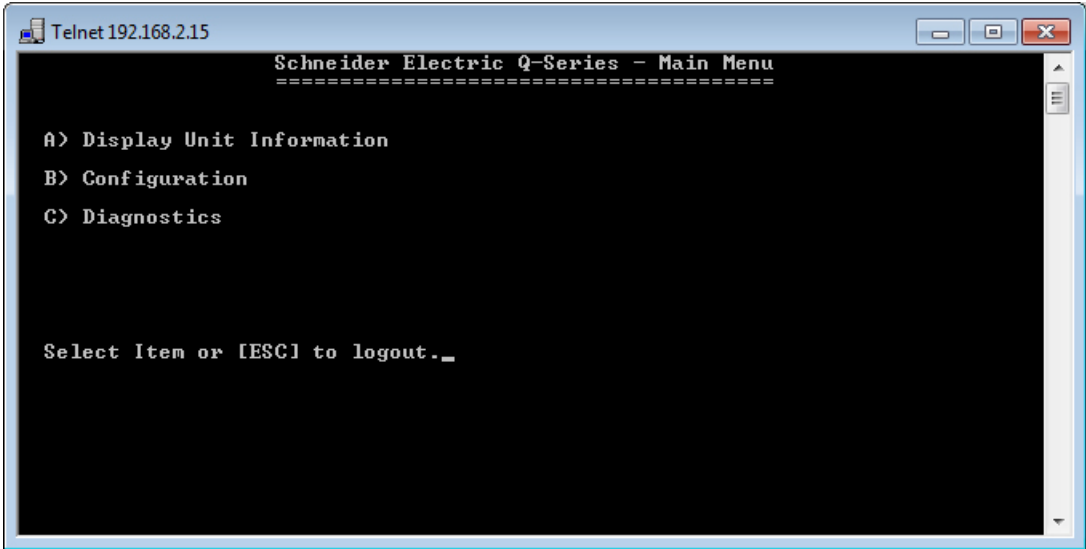 Telnet 192.168.2.15
Schneider Electric Q-Series - Main Menu
=======================================
A) Display Unit Information
B) Configuration
C) Diagnostics
Select Item or [ESC] to logout._